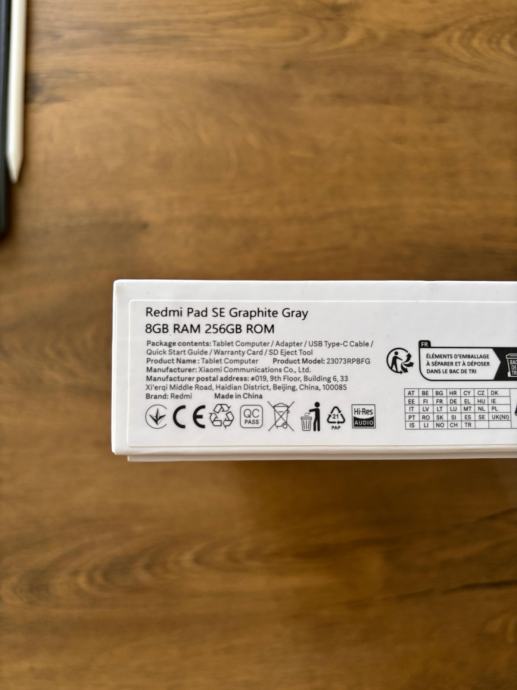 Redmi Pad SE Graphite Gray
8GB RAM 256GB ROM
Package contents: Tablet Computer / Adapter / USB Type-C Cable /
Quick Start Guide / Warranty Card / SD Eject Tool
Product Name: Tablet Computer Product Model: 23073RPBFG
Manufacturer: Xiaomi Communications Co., Ltd.
Manufacturer postal address: #019, 9th Floor, Building 6, 33
Xi'erqi Middle Road, Haidian District, Beijing, China, 100085
Brand: Redmi Made in China
CE
QC
PASS
21
PAP
Hi-Res
AUDIO
FR
ÉLÉMENTS D'EMBALLAGE
À SÉPARER ET À DÉPOSER
DANS LE BAC DE TRI
AT BE BG HR CY CZ DK
EE FI FR DE EL HU IE
IT LV LT LU MT NL PL
PT RO SK SI ES SE UK(NI)
IS LI NO CH TR